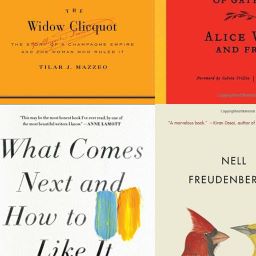 THE
Widow Clicquot
THE STORY OF A CHAMPAGNE EMPIRE
AND THE WOMAN WHO RULED IT
TILAR J. MAZZEO
OF GATE
ALICE W
AND FR
"This may be the most honest book I've ever read, by one of
the most beautiful writers I know." — ANNE LAMOTT
What Comes
Next and
How to
Like It
"A marvelous book." — Kiran Desai, author of
NELL
FREUDENBER